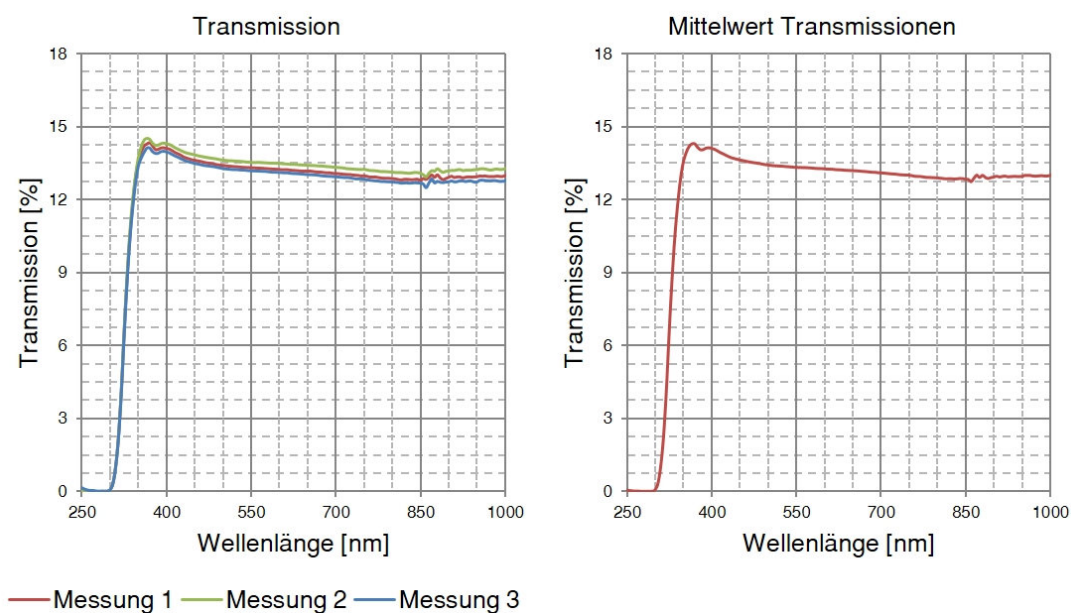 Transmission
18
15
12
9
6
3
0
Transmission [%]
250 400 550 700 850 1000
Wellenlänge [nm]
Mittelwert Transmissionen
18
15
12
9
6
3
0
Transmission [%]
250 400 550 700 850 1000
Wellenlänge [nm]
Messung 1 Messung 2 Messung 3